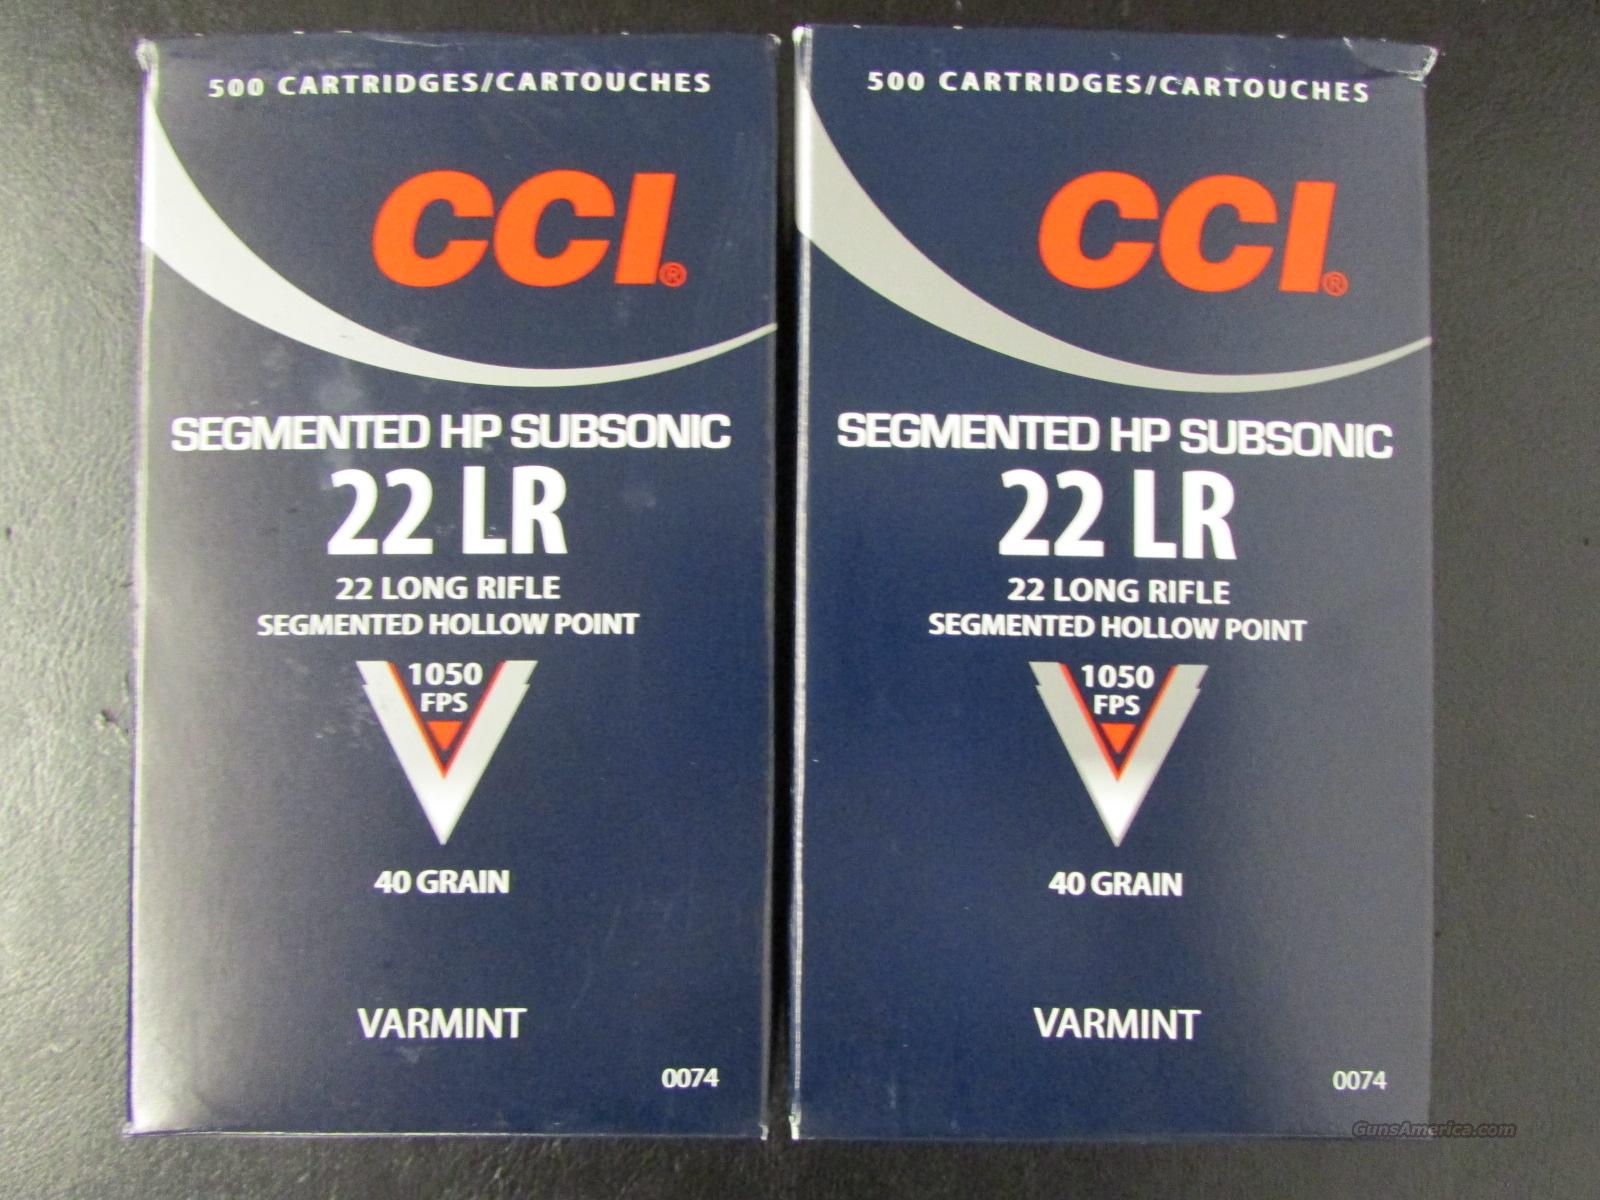 500 CARTRIDGES/CARTOUCHES
CCI®
SEGMENTED HP SUBSONIC
22 LR
22 LONG RIFLE
SEGMENTED HOLLOW POINT
1050
FPS
40 GRAIN
VARMINT
0074
500 CARTRIDGES/CARTOUCHES
CCI®
SEGMENTED HP SUBSONIC
22 LR
22 LONG RIFLE
SEGMENTED HOLLOW POINT
1050
FPS
40 GRAIN
VARMINT
0074
GunsAmerica.com